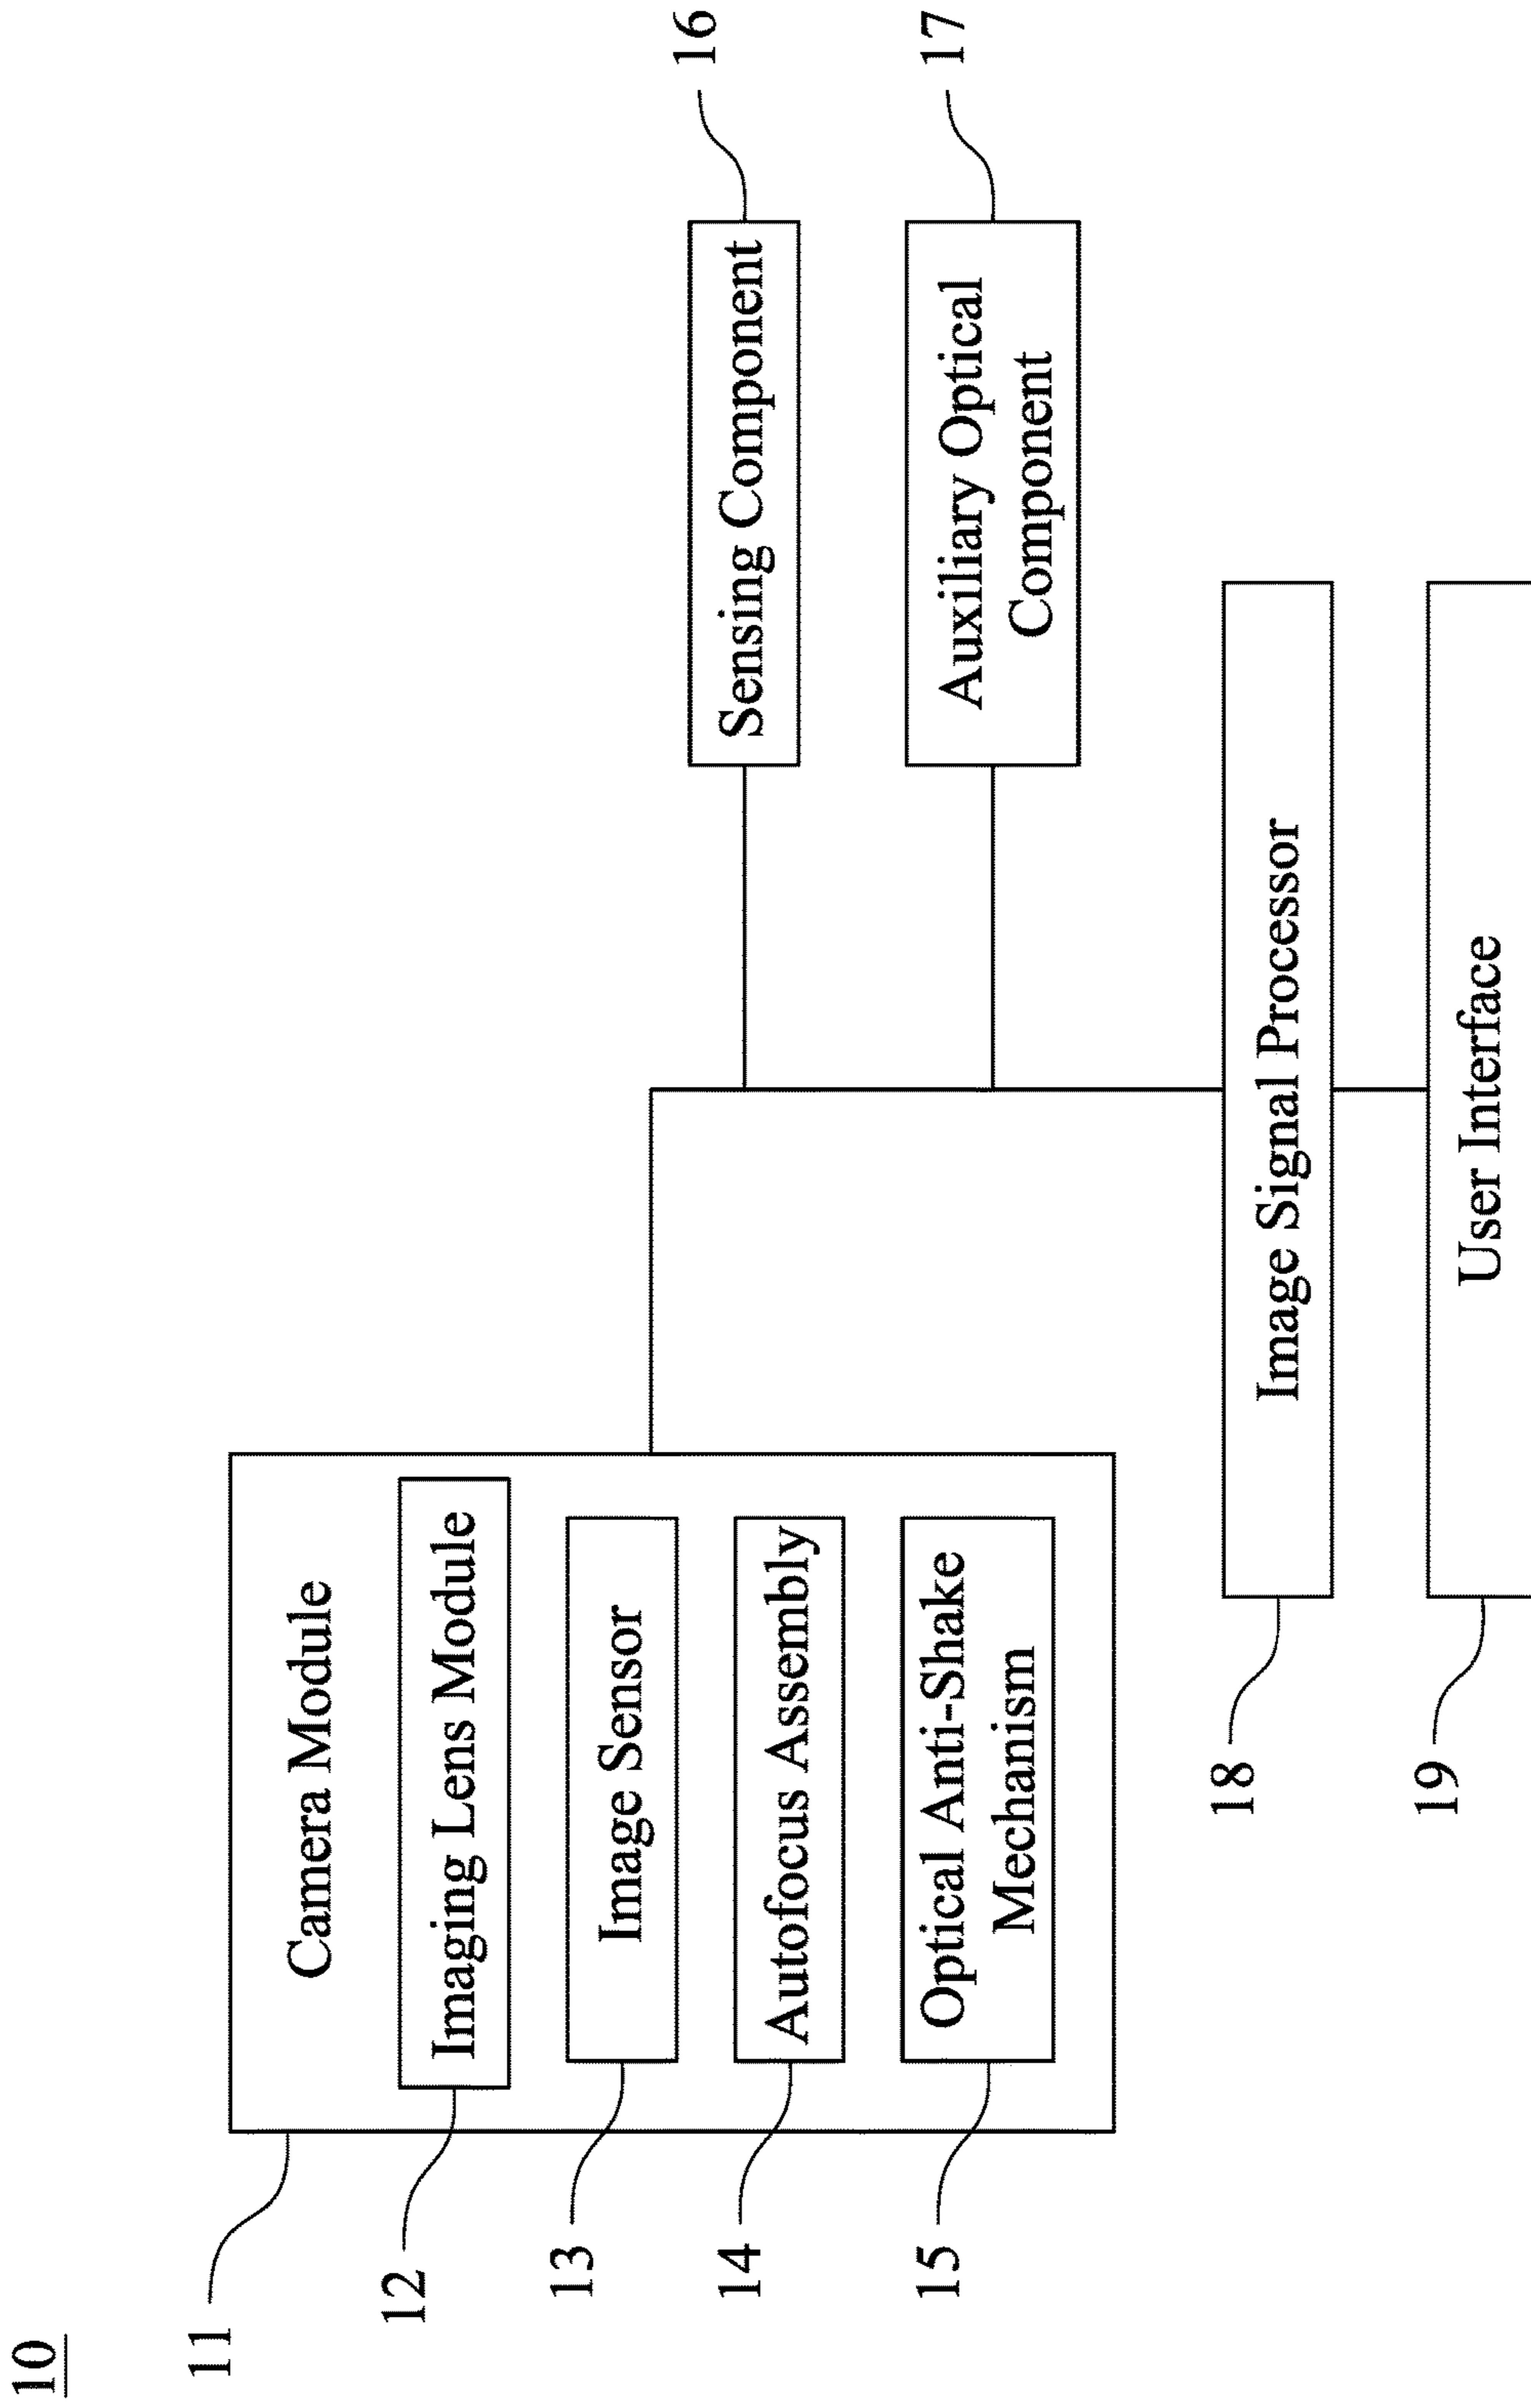 10
11
Camera Module
12
Imaging Lens Module
13
Image Sensor
14
Autofocus Assembly
15
Optical Anti-Shake
Mechanism
16
Sensing Component
17
Auxiliary Optical
Component
18
Image Signal Processor
19
User Interface